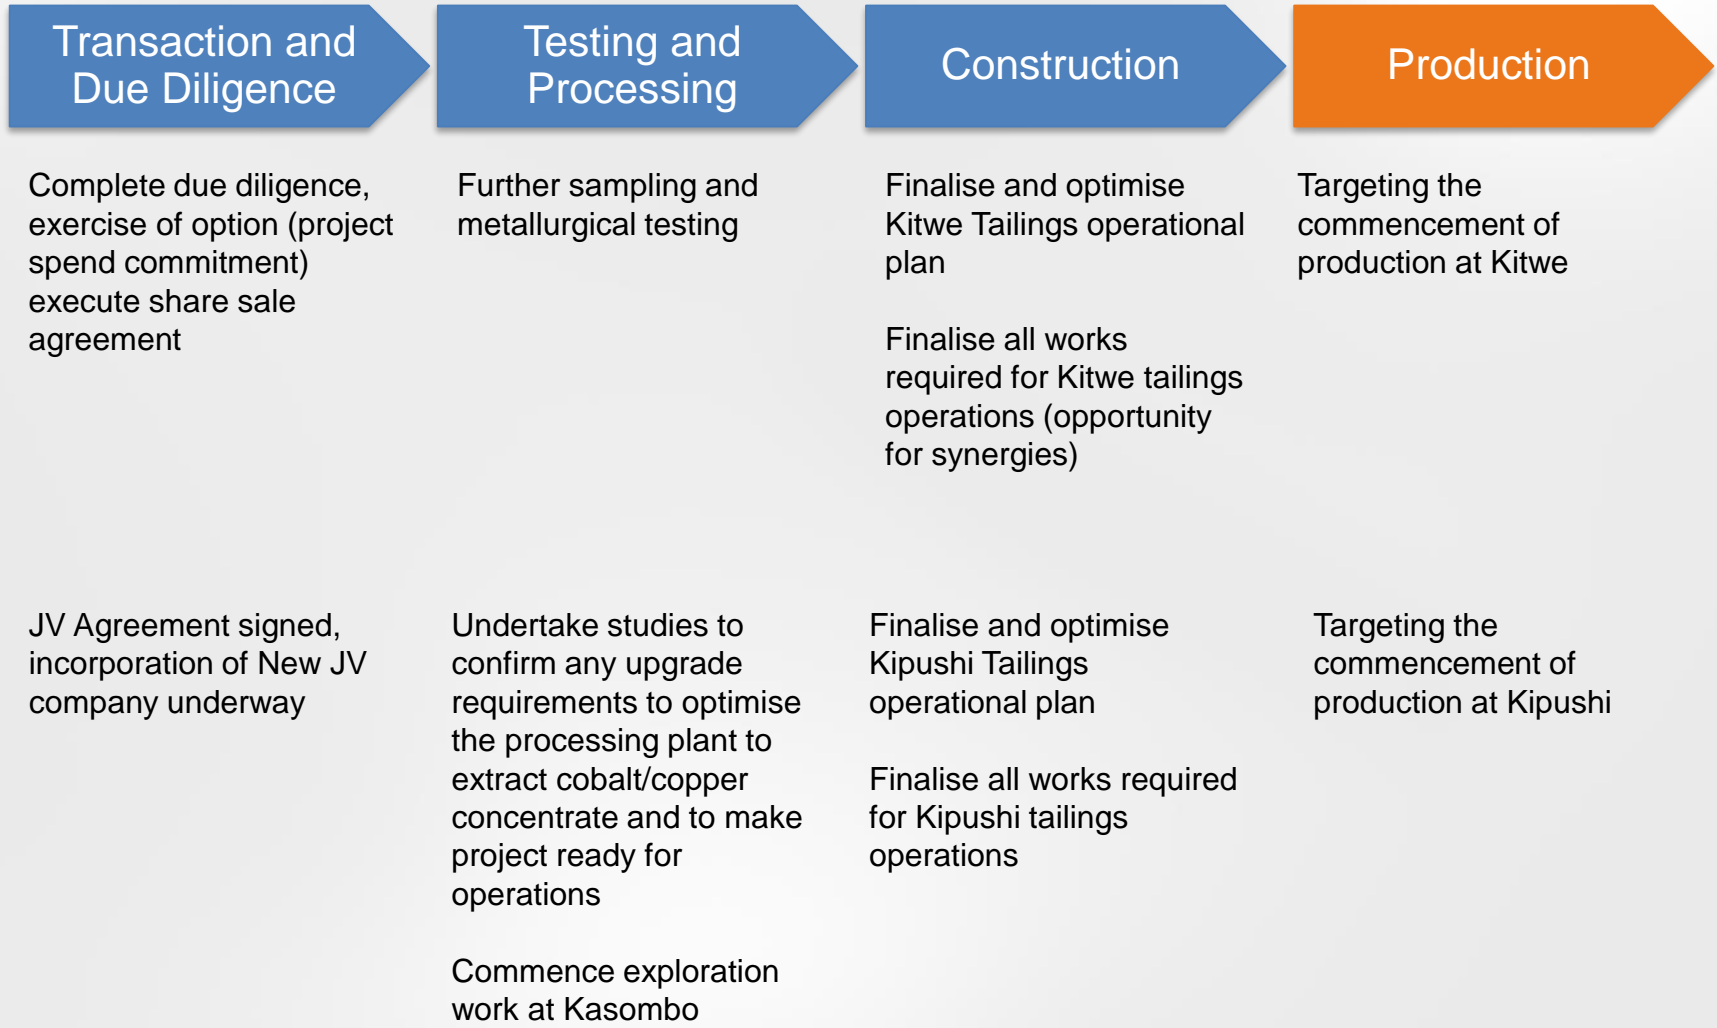 Transaction and
Due Diligence
Testing and
Processing
Construction
Production
Complete due diligence,
exercise of option (project
spend commitment)
execute share sale
agreement
Further sampling and
metallurgical testing
Finalise and optimise
Kitwe Tailings operational
plan
Finalise all works
required for Kitwe tailings
operations (opportunity
for synergies)
Targeting the
commencement of
production at Kitwe
JV Agreement signed,
incorporation of New JV
company underway
Undertake studies to
confirm any upgrade
requirements to optimise
the processing plant to
extract cobalt/copper
concentrate and to make
project ready for
operations
Commence exploration
work at Kasombo
Finalise and optimise
Kipushi Tailings
operational plan
Finalise all works required
for Kipushi tailings
operations
Targeting the
commencement of
production at Kipushi